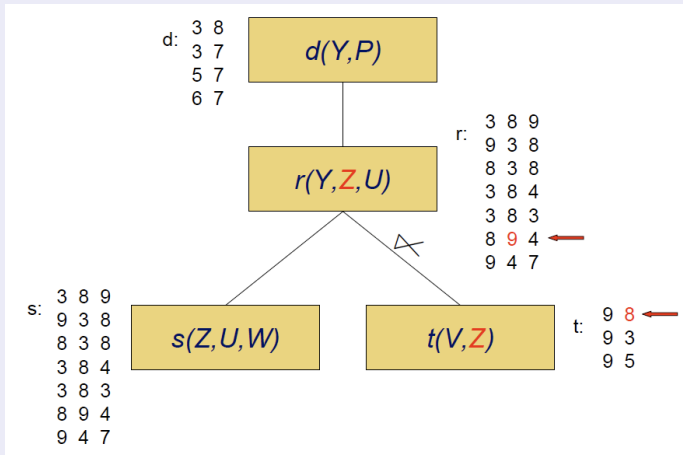 d:
3 8
3 7
5 7
6 7
d(Y,P)
r:
3 8 9
9 3 8
8 3 8
3 8 4
3 8 3
8 9 4
9 4 7
r(Y,Z,U)
s:
3 8 9
9 3 8
8 3 8
3 8 4
3 8 3
8 9 4
9 4 7
s(Z,U,W)
t(V,Z)
t:
9 8
9 3
9 5